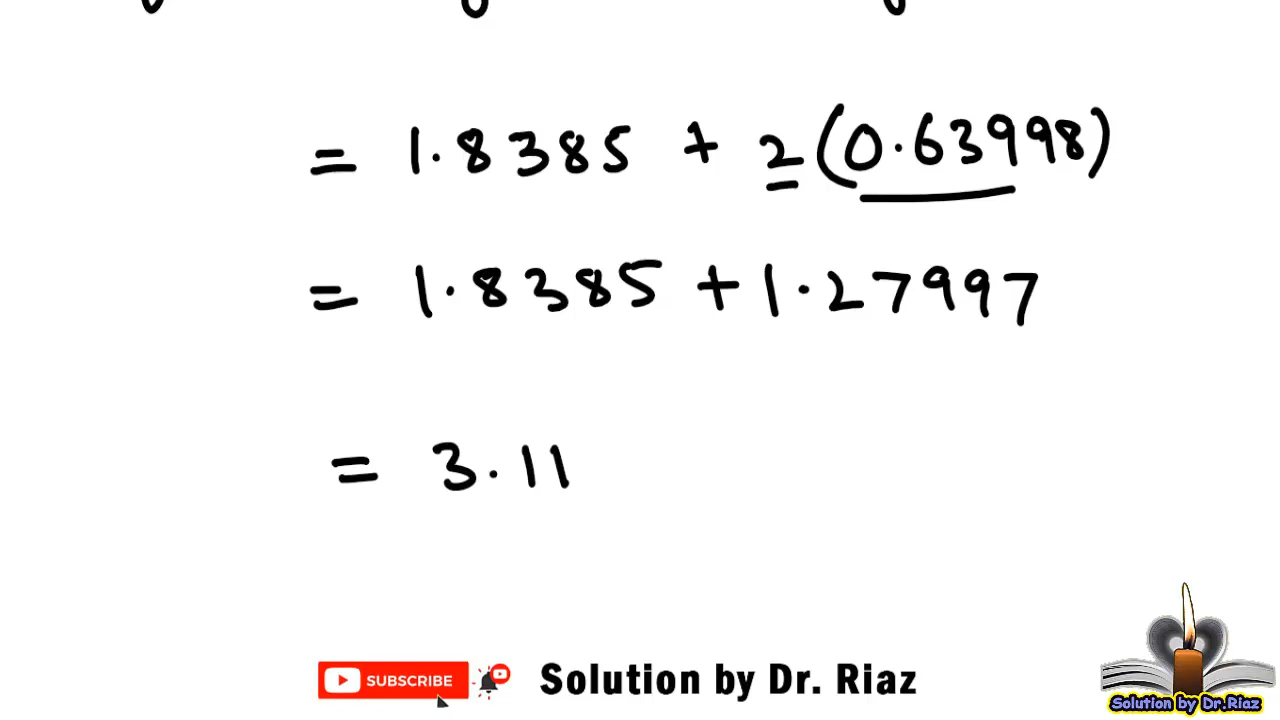 = 1.8385 + 2(0.63998)
= 1.8385 + 1.27997
= 3.11
SUBSCRIBE
Solution by Dr. Riaz
Solution by Dr.Riaz